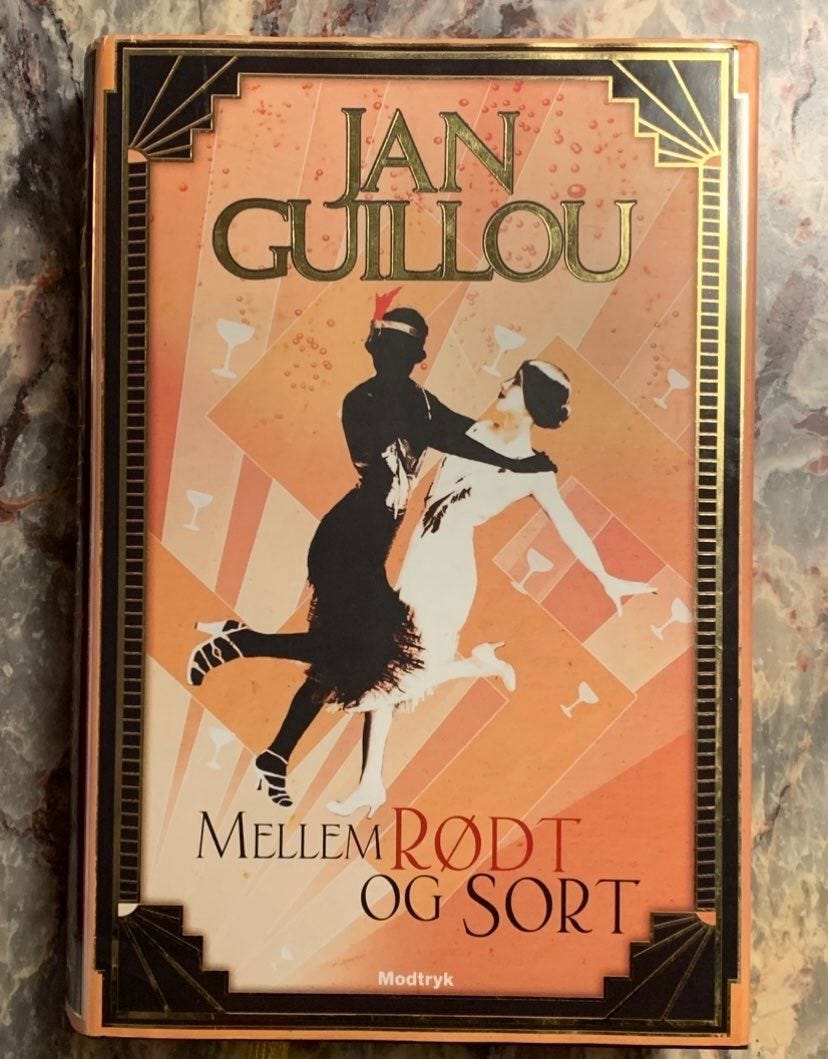 JAN
GUILLOU
MELLEM RØDT
OG SORT
Modtryk